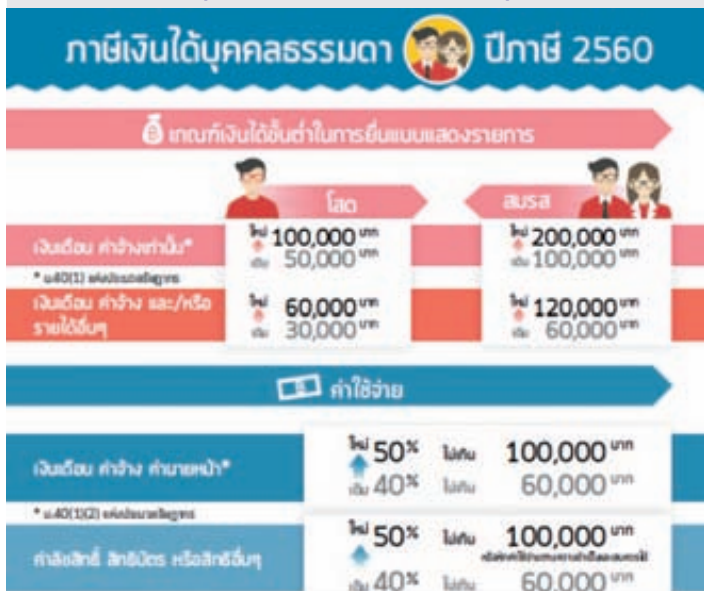 ภาษีเงินได้บุคคลธรรมดา ปีภาษี 2560
เกณฑ์เงินได้ขั้นต่ำในการยื่นแบบแสดงรายการ
โสด สมรส
เงินเดือน ค่าจ้างเท่านั้น* ใหม่ 100,000 บาท ใหม่ 200,000 บาท
เดิม 50,000 บาท เดิม 100,000 บาท
* ม.40(1) แห่งประมวลรัษฎากร
เงินเดือน ค่าจ้าง และ/หรือ ใหม่ 60,000 บาท ใหม่ 120,000 บาท
รายได้อื่นๆ เดิม 30,000 บาท เดิม 60,000 บาท
ค่าใช้จ่าย
เงินเดือน ค่าจ้าง ค่านายหน้า* ใหม่ 50% ไม่เกิน 100,000 บาท
เดิม 40% ไม่เกิน 60,000 บาท
* ม.40(1)(2) แห่งประมวลรัษฎากร
ค่าลิขสิทธิ์ สิทธิบัตร หรือสิทธิอื่นๆ ใหม่ 50% ไม่เกิน 100,000 บาท
เดิม 40% ไม่เกิน 60,000 บาท